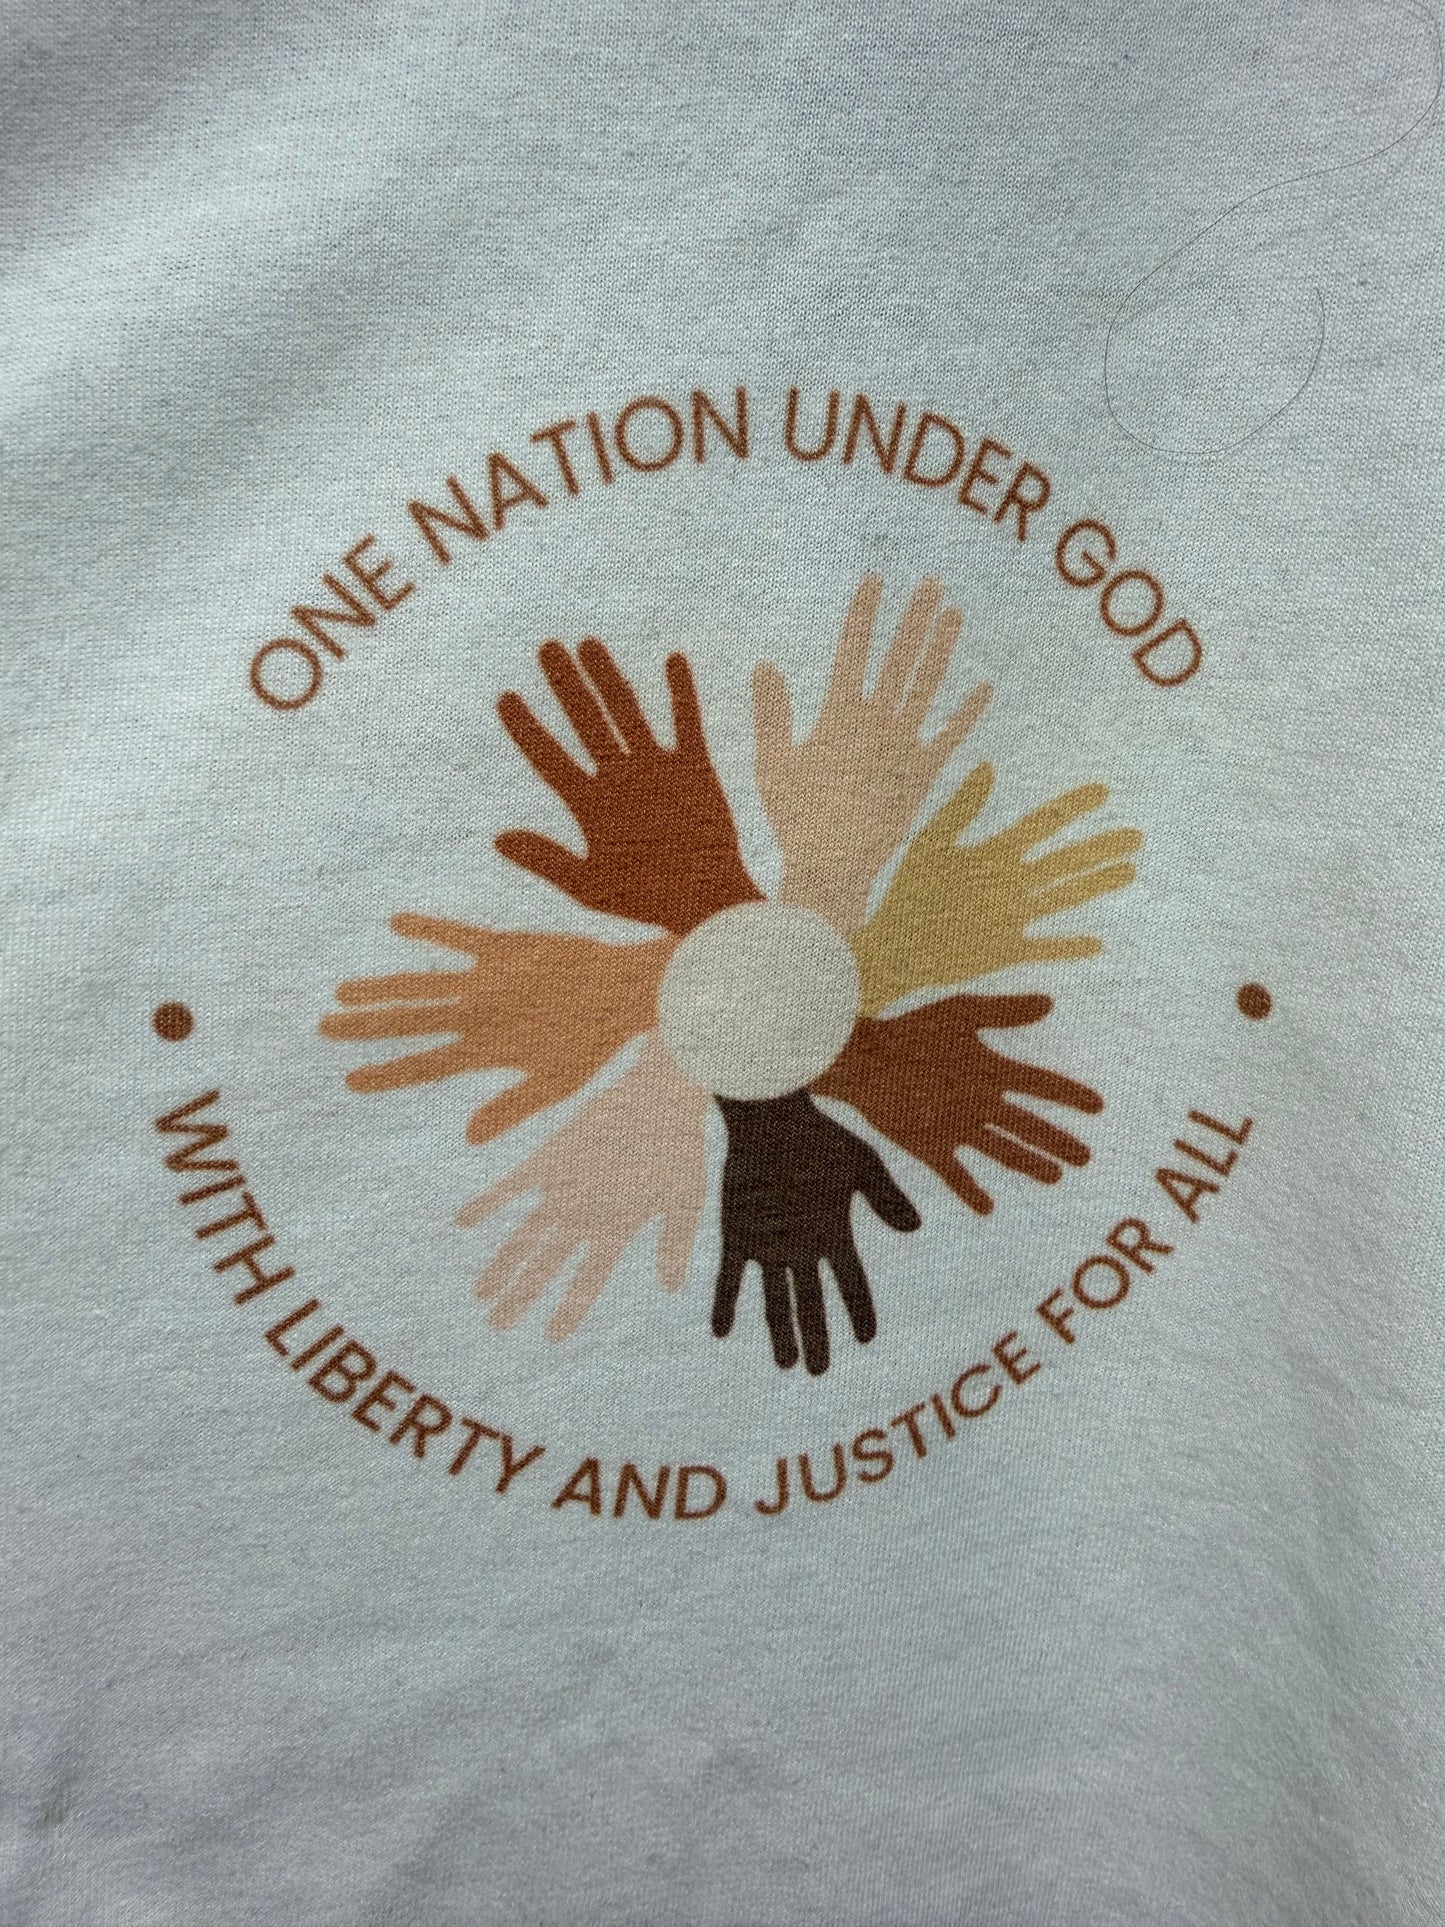 ONE NATION UNDER GOD
• WITH LIBERTY AND JUSTICE FOR ALL •